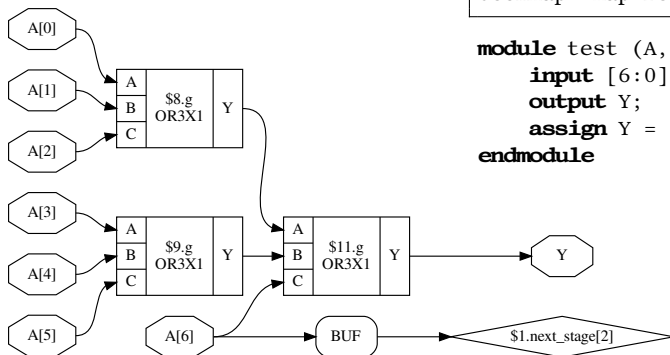 A[0]
A[1]
A[2]
A
B
C
$8.g
OR3X1
Y
A[3]
A[4]
A[5]
A
B
C
$9.g
OR3X1
Y
A[6]
A
B
C
$11.g
OR3X1
Y
Y
BUF
$1.next_stage[2]
module test (A,
input [6:0]
output Y;
assign Y =
endmodule